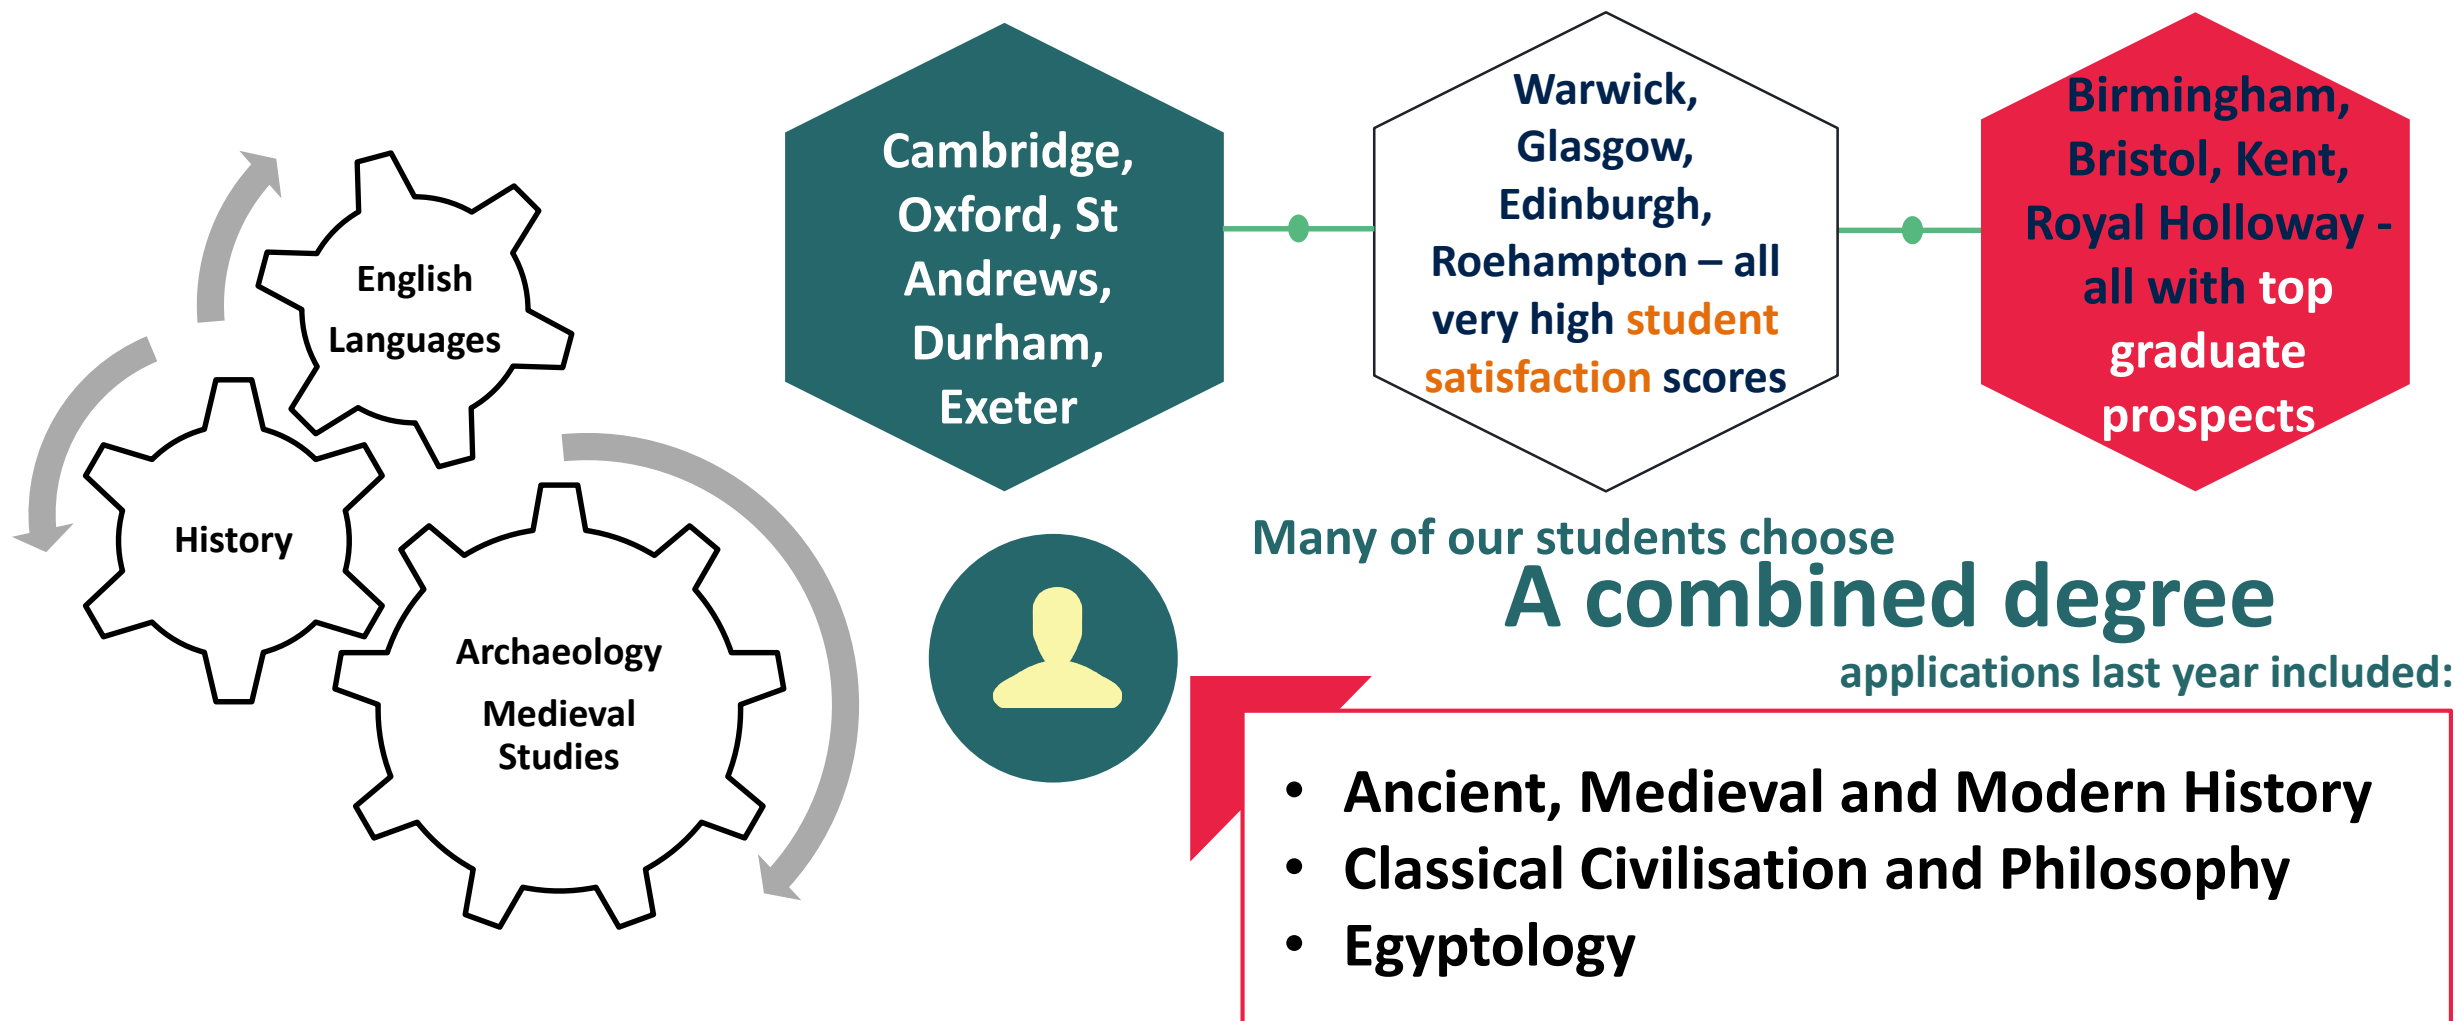 English
Languages
History
Archaeology
Medieval
Studies
Cambridge,
Oxford, St
Andrews,
Durham,
Exeter
Warwick,
Glasgow,
Edinburgh,
Roehampton – all
very high student
satisfaction scores
Birmingham,
Bristol, Kent,
Royal Holloway -
all with top
graduate
prospects
Many of our students choose
A combined degree
applications last year included:
• Ancient, Medieval and Modern History
• Classical Civilisation and Philosophy
• Egyptology